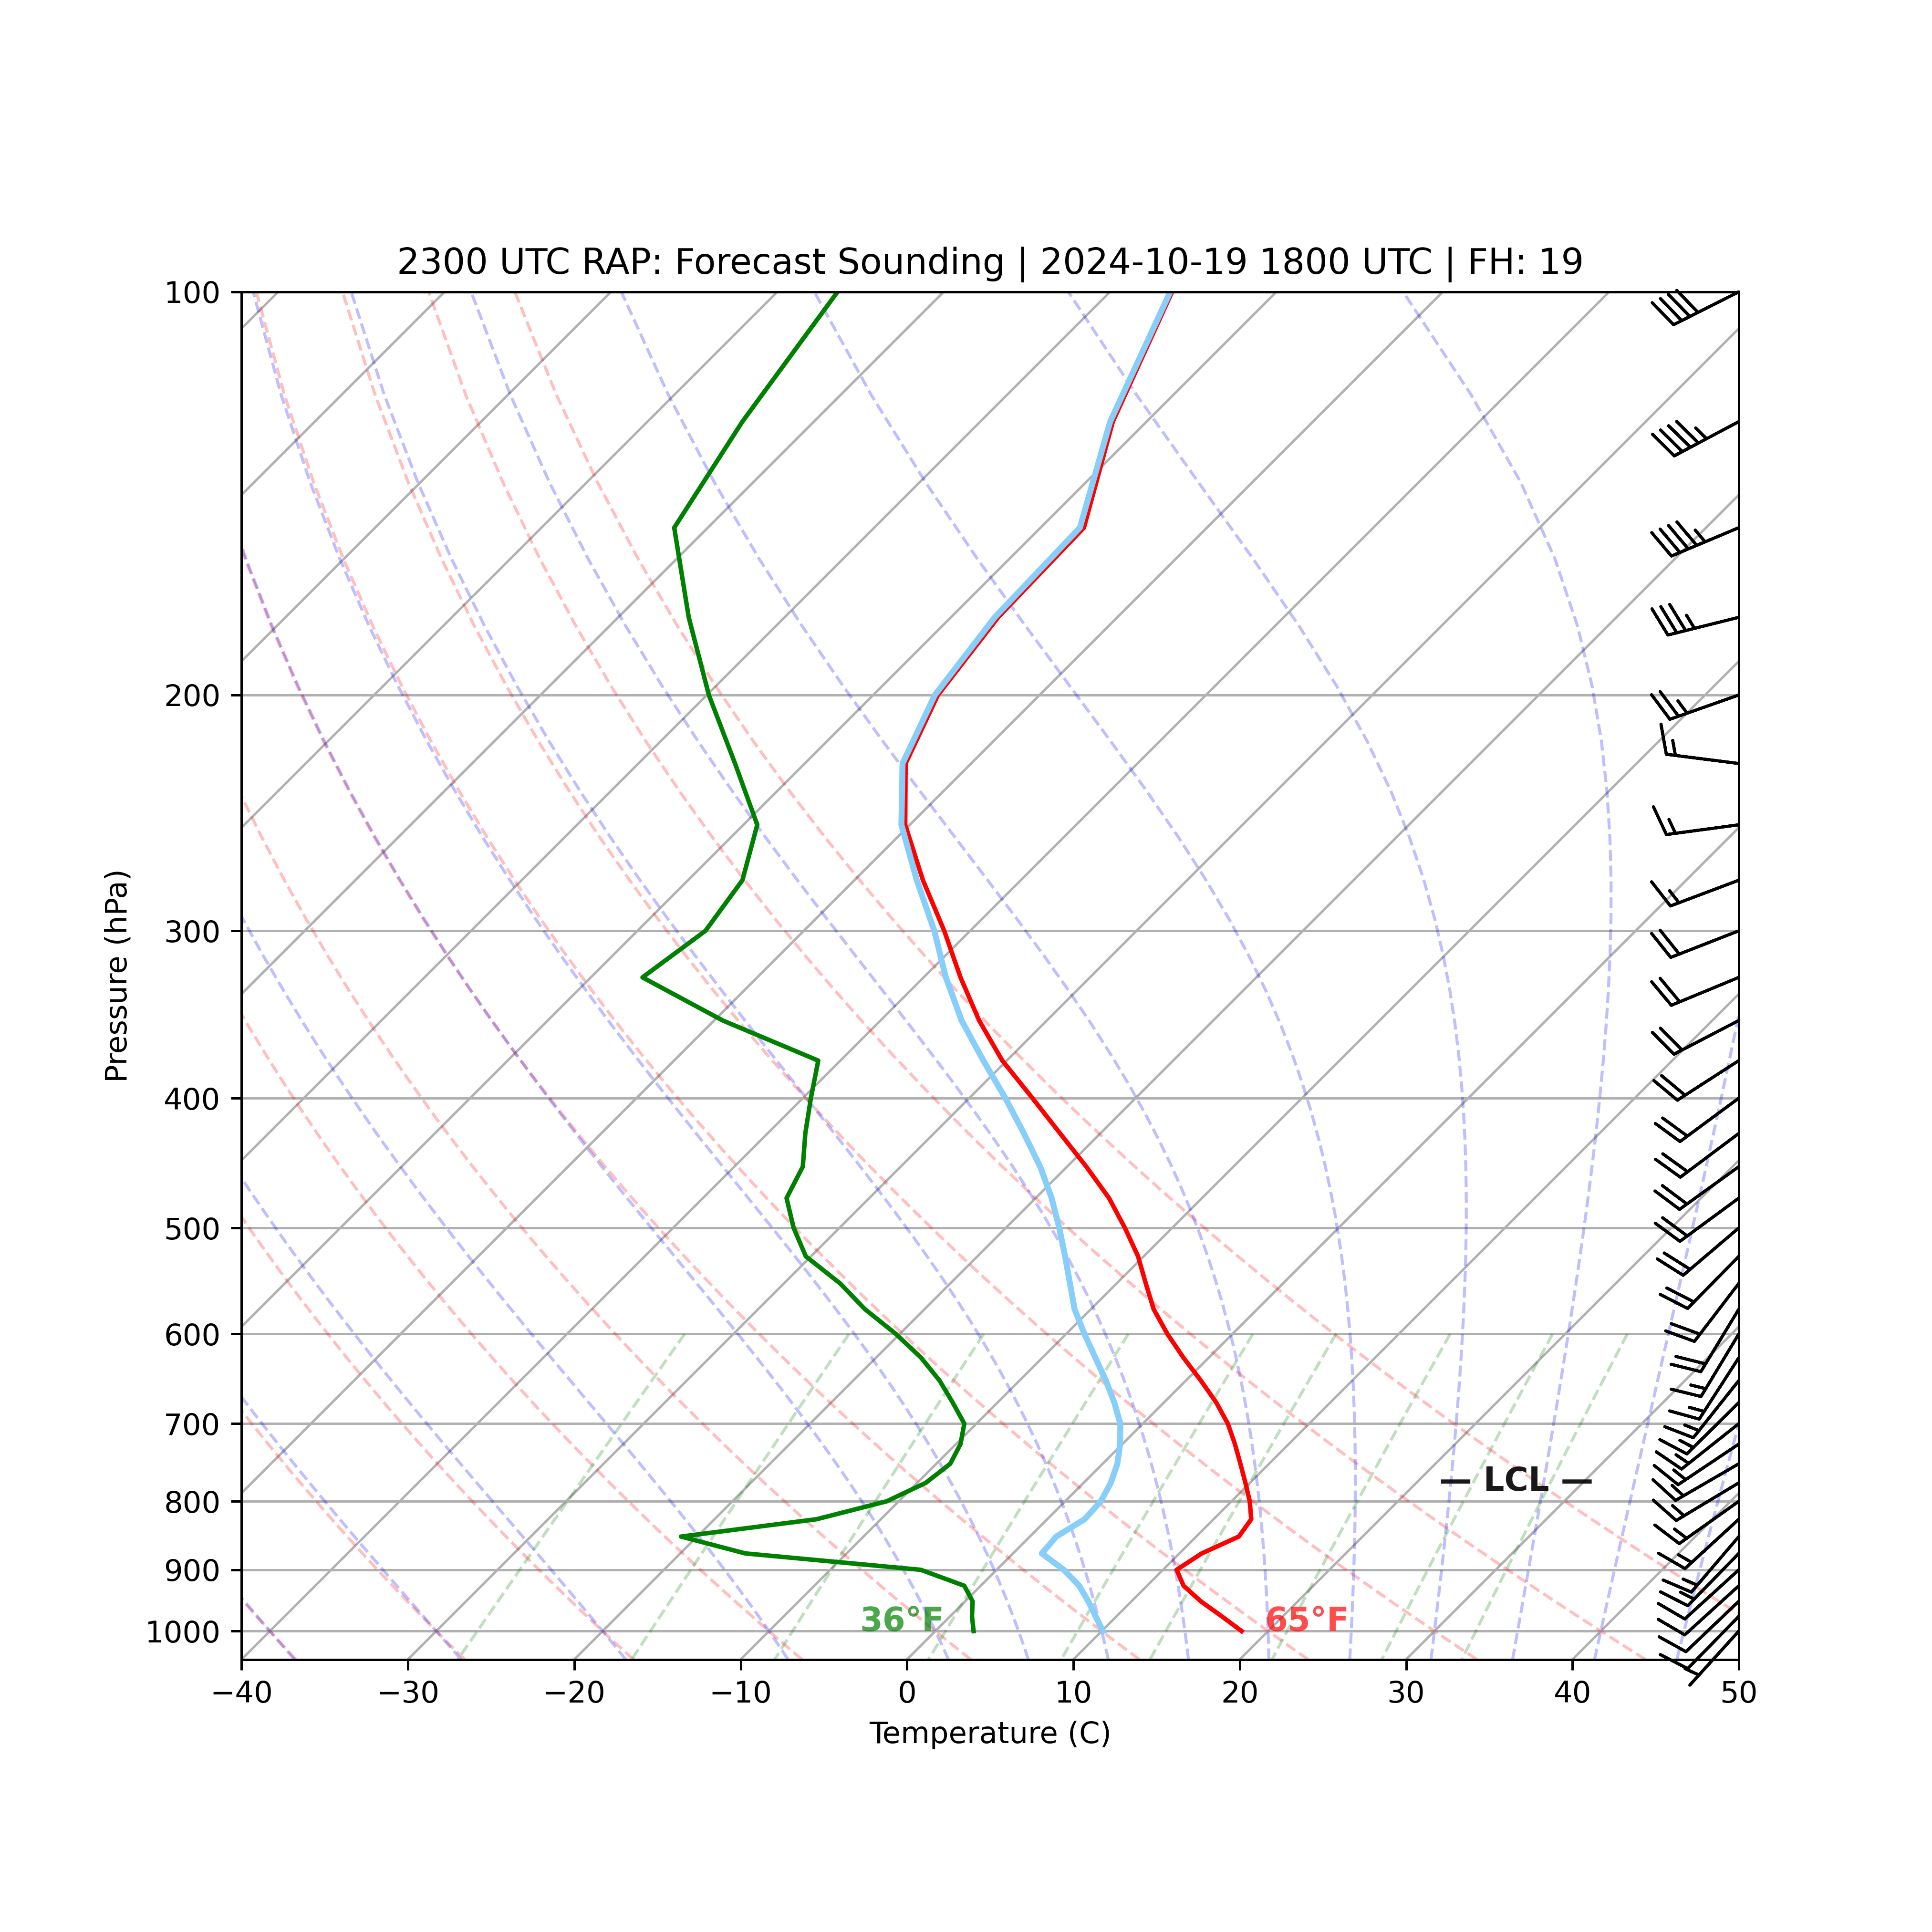 2300 UTC RAP: Forecast Sounding | 2024-10-19 1800 UTC | FH: 19
100
200
300
400
500
600
700
800
900
1000
Pressure (hPa)
— LCL —
36°F
65°F
−40 −30 −20 −10 0 10 20 30 40 50
Temperature (C)